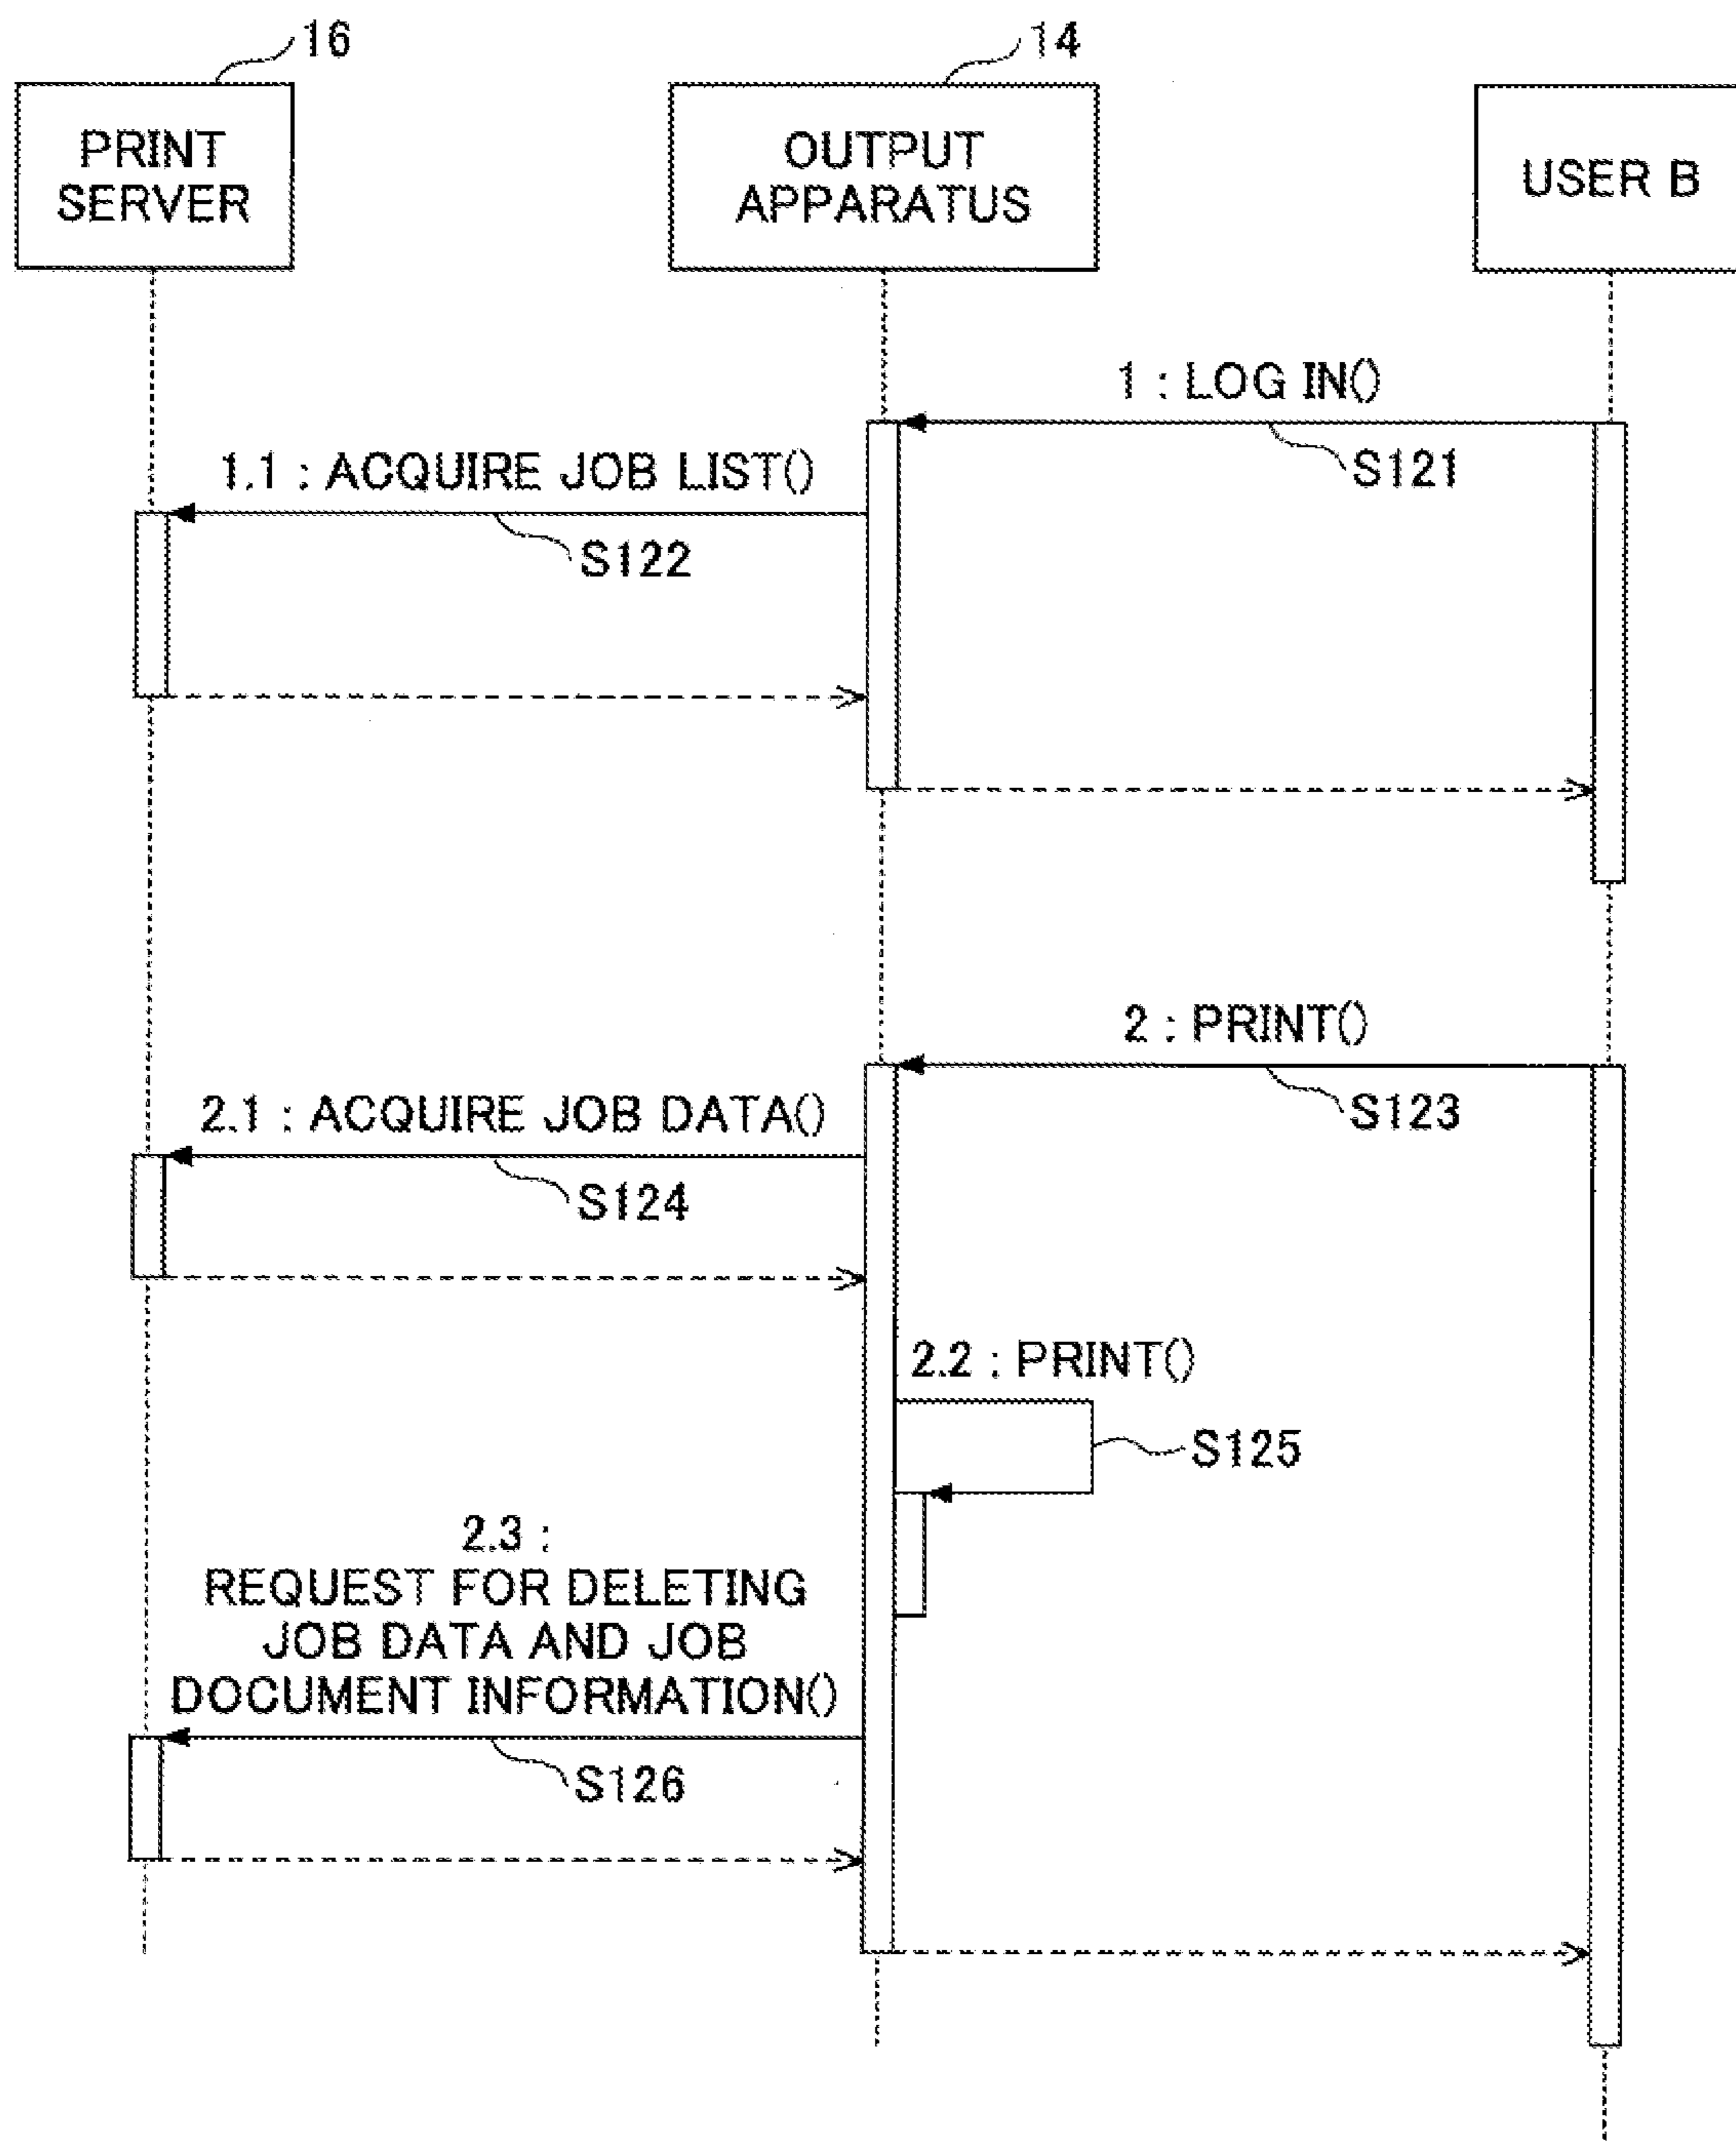 16
14
PRINT
SERVER
OUTPUT
APPARATUS
USER B
1 : LOG IN()
S121
1.1 : ACQUIRE JOB LIST()
S122
2 : PRINT()
S123
2.1 : ACQUIRE JOB DATA()
S124
2.2 : PRINT()
S125
2.3 :
REQUEST FOR DELETING
JOB DATA AND JOB
DOCUMENT INFORMATION()
S126